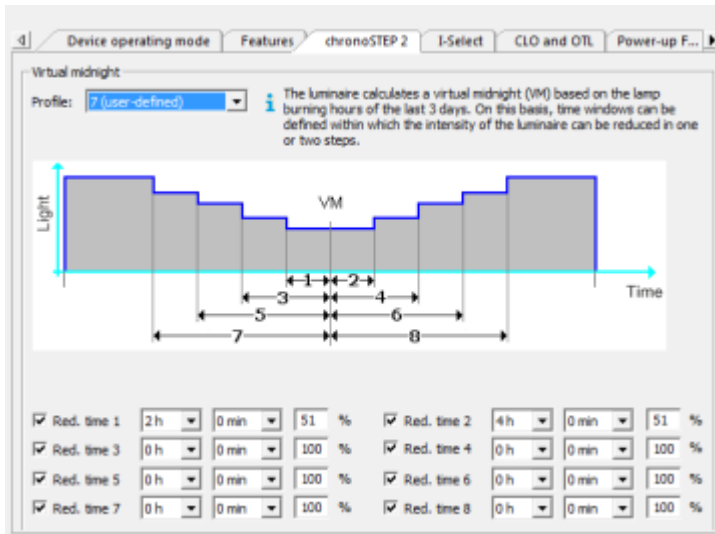 Device operating mode Features chronoSTEP 2 I-Select CLO and OTL Power-up F...
Virtual midnight
Profile: 7 (user-defined)
The luminaire calculates a virtual midnight (VM) based on the lamp
burning hours of the last 3 days. On this basis, time windows can be
defined within which the intensity of the luminaire can be reduced in one
or two steps.
Light
VM
1 2
3 4
5 6
7 8
Time
Red. time 1 2 h 0 min 51 % Red. time 2 4 h 0 min 51 %
Red. time 3 0 h 0 min 100 % Red. time 4 0 h 0 min 100 %
Red. time 5 0 h 0 min 100 % Red. time 6 0 h 0 min 100 %
Red. time 7 0 h 0 min 100 % Red. time 8 0 h 0 min 100 %